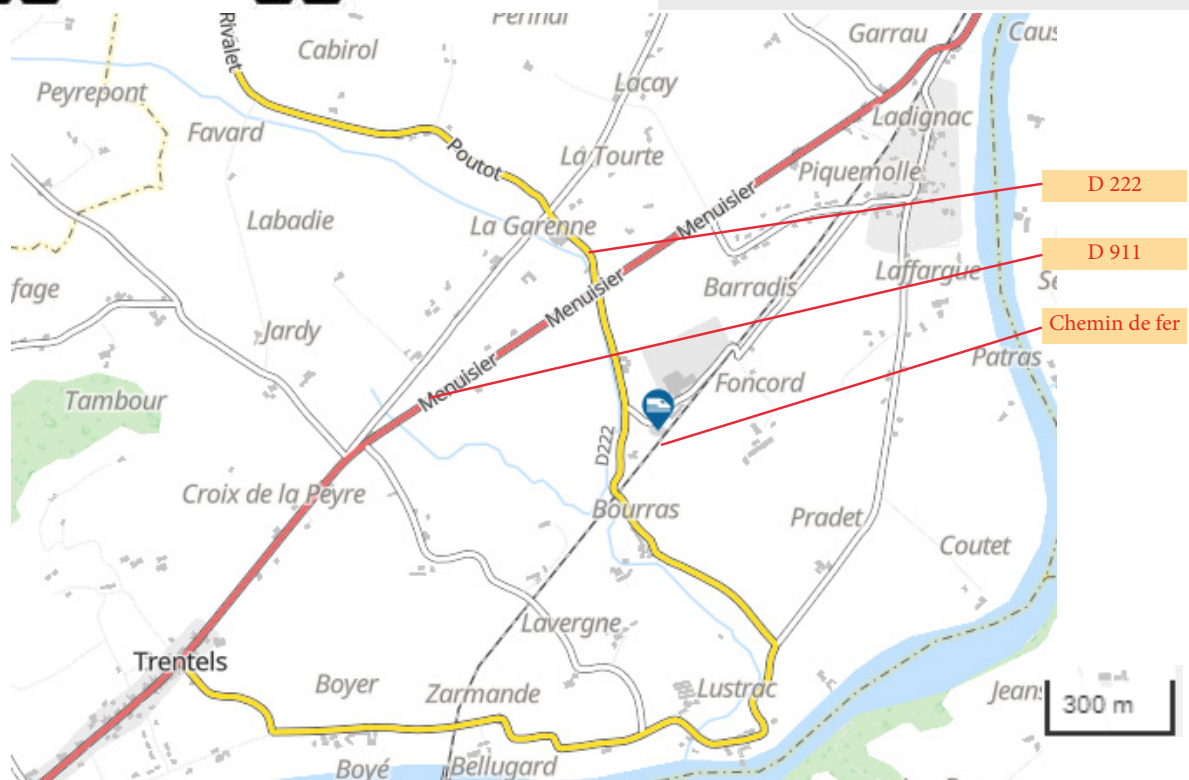 Perinal
Rivalet
Cabirol
Garrau
Caus
Peyrepont
Lacay
Favard
Ladignac
Poutot
La Tourte
Piquemolle
D 222
Labadie
La Garenne
Menuisier
D 911
fage
Menuisier
Barradis
Laffargue
Se
Jardy
Menuisier
Chemin de fer
Patras
Tambour
Menuisier
Foncord
D222
Croix de la Peyre
Bourras
Pradet
Coutet
Lavergne
Trentels
Boyer
Zarmande
Lustrac
Jeans
300 m
Boyé
Bellugard